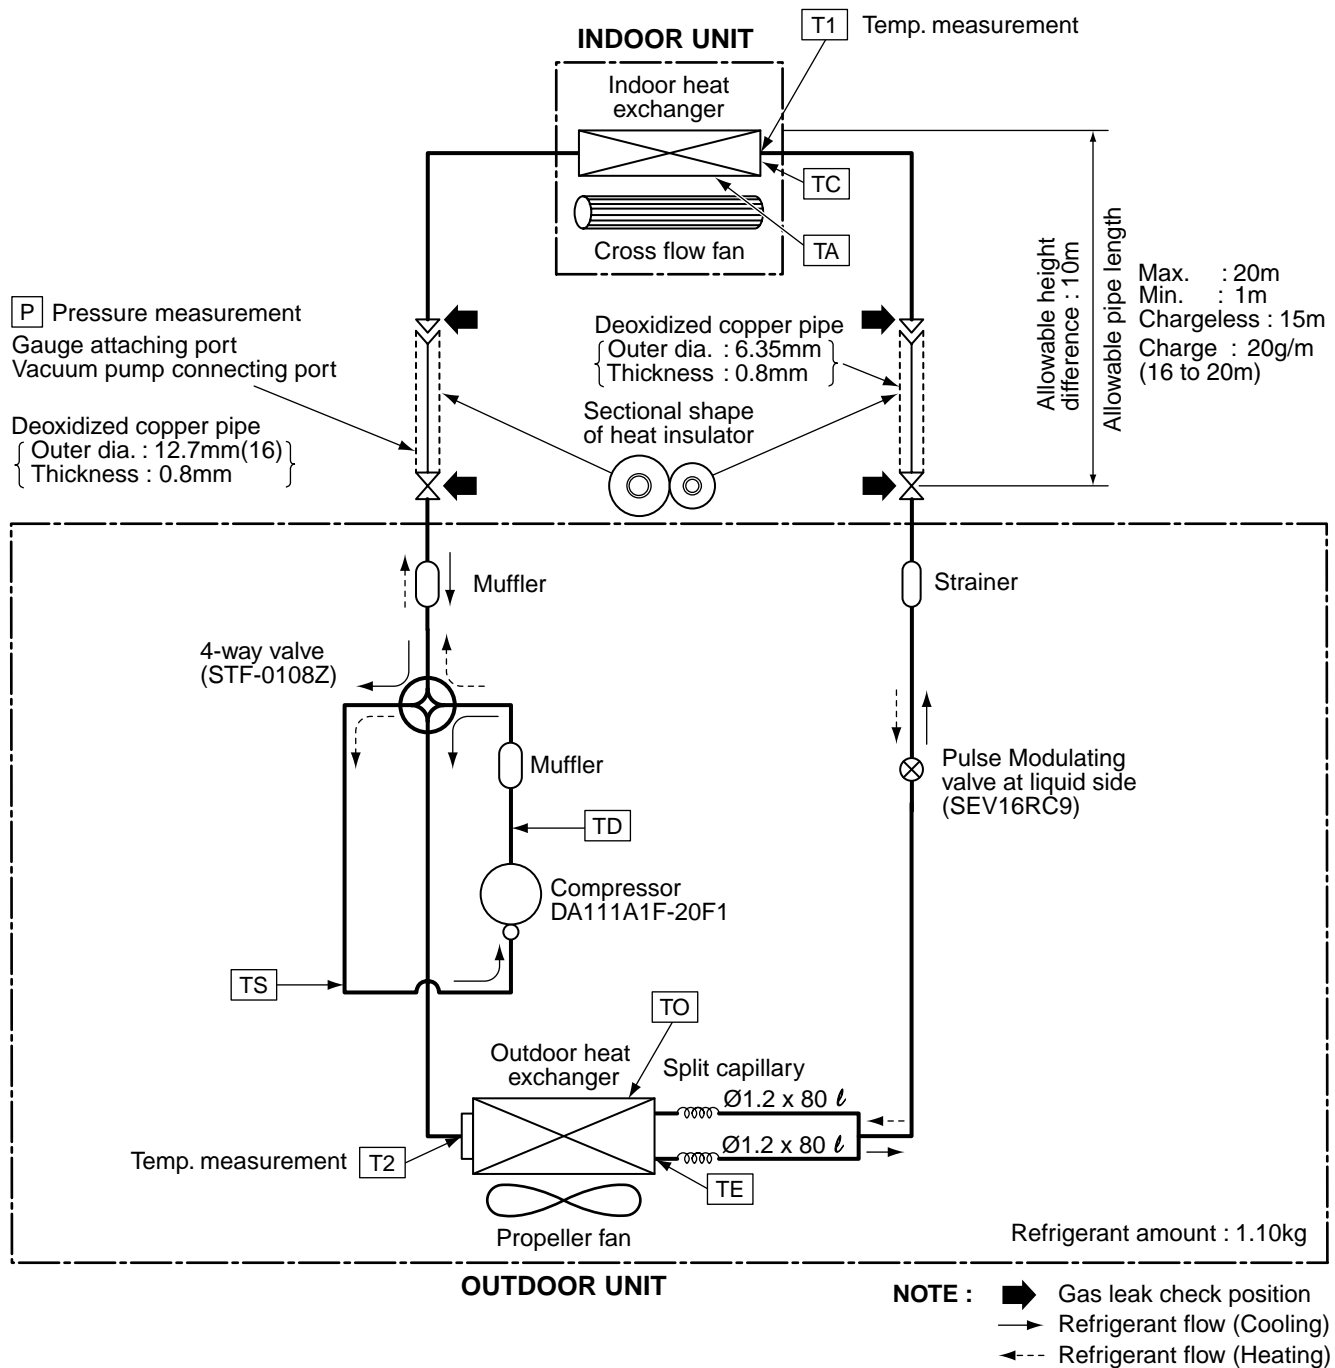 T1 Temp. measurement
INDOOR UNIT
Indoor heat
exchanger
TC
Cross flow fan
TA
Allowable height
difference : 10m
Allowable pipe length
Max. : 20m
Min. : 1m
Chargeless : 15m
Charge : 20g/m
(16 to 20m)
P Pressure measurement
Gauge attaching port
Vacuum pump connecting port
Deoxidized copper pipe
Outer dia. : 12.7mm(16)
Thickness : 0.8mm
Deoxidized copper pipe
Outer dia. : 6.35mm
Thickness : 0.8mm
Sectional shape
of heat insulator
Muffler
Strainer
4-way valve
(STF-0108Z)
Muffler
Pulse Modulating
valve at liquid side
(SEV16RC9)
TD
Compressor
DA111A1F-20F1
TS
TO
Outdoor heat
exchanger
Split capillary
Ø1.2 x 80 ℓ
Ø1.2 x 80 ℓ
Temp. measurement T2
TE
Propeller fan
Refrigerant amount : 1.10kg
OUTDOOR UNIT
NOTE : Gas leak check position
Refrigerant flow (Cooling)
Refrigerant flow (Heating)